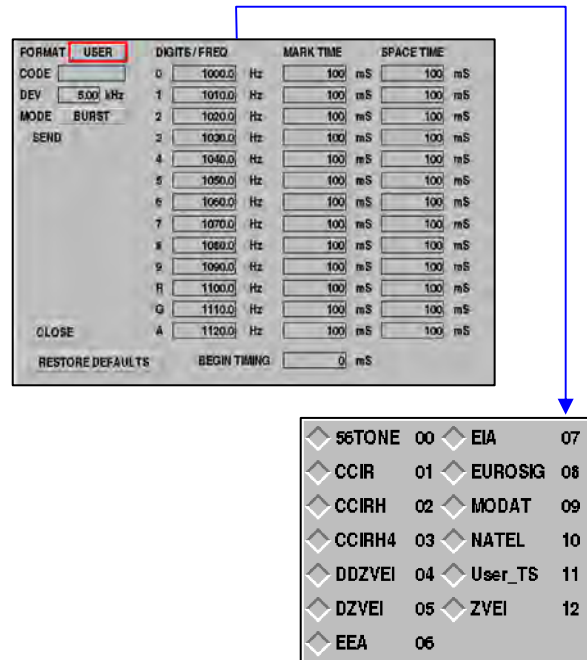 FORMAT USER DIGITS/FREQ MARK TIME SPACE TIME
CODE 0 1000.0 Hz 100 mS 100 mS
DEV 5.00 kHz 1 1010.0 Hz 100 mS 100 mS
MODE BURST 2 1020.0 Hz 100 mS 100 mS
SEND 3 1030.0 Hz 100 mS 100 mS
4 1040.0 Hz 100 mS 100 mS
5 1050.0 Hz 100 mS 100 mS
6 1060.0 Hz 100 mS 100 mS
7 1070.0 Hz 100 mS 100 mS
8 1080.0 Hz 100 mS 100 mS
9 1090.0 Hz 100 mS 100 mS
R 1100.0 Hz 100 mS 100 mS
G 1110.0 Hz 100 mS 100 mS
CLOSE A 1120.0 Hz 100 mS 100 mS
RESTORE DEFAULTS BEGIN TIMING 0 mS
56TONE 00 EIA 07
CCIR 01 EUROSIG 08
CCIRH 02 MODAT 09
CCIRH4 03 NATEL 10
DDZVEI 04 User_TS 11
DZVEI 05 ZVEI 12
EEA 06